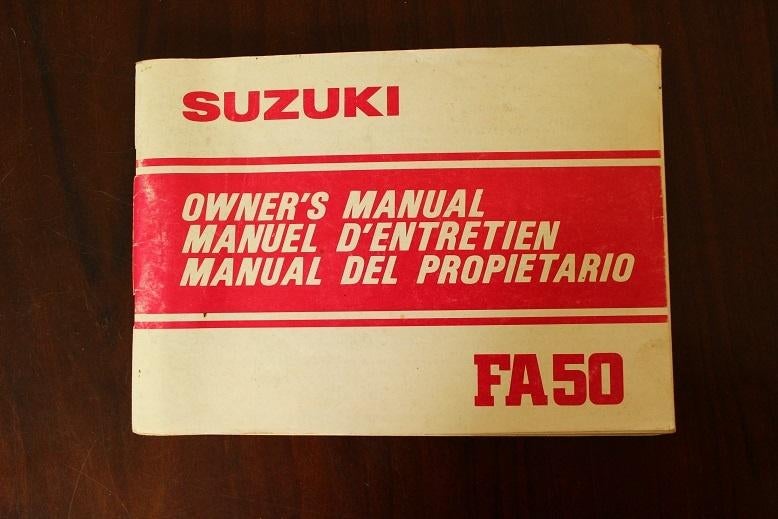 SUZUKI
OWNER'S MANUAL
MANUEL D'ENTRETIEN
MANUAL DEL PROPIETARIO
FA50